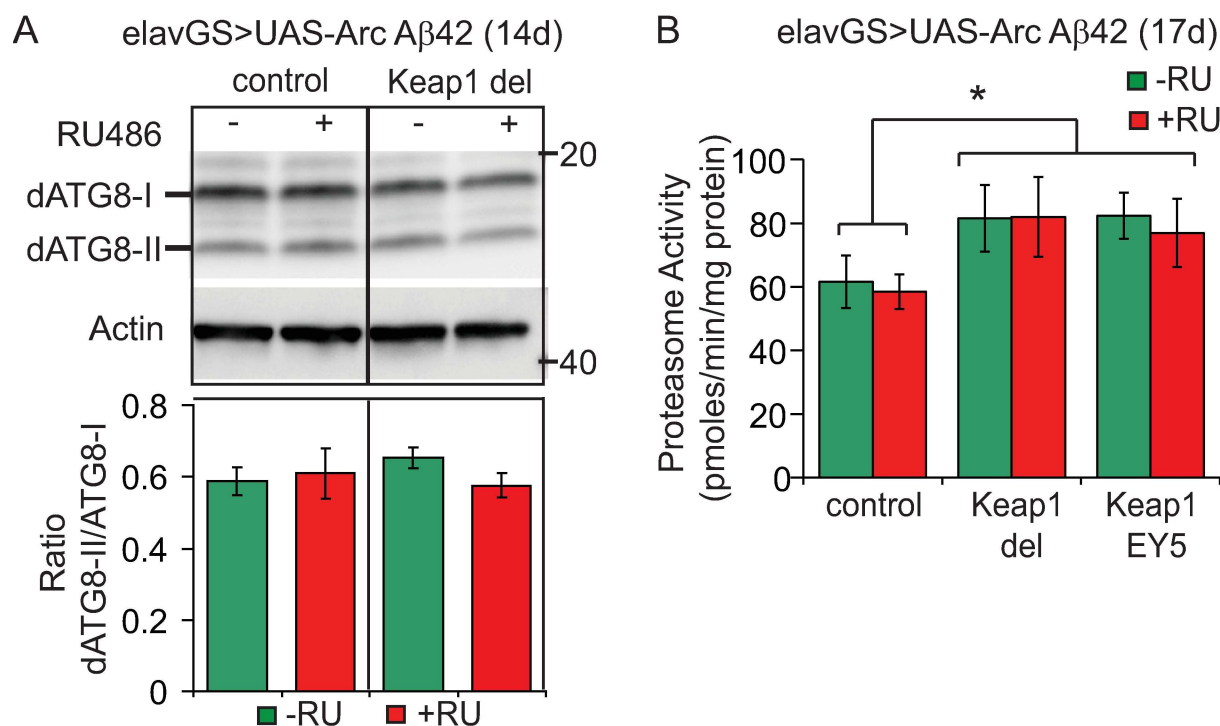 A
elavGS>UAS-Arc Aβ42 (14d)
control
Keap1 del
RU486
- + - +
20
dATG8-I
dATG8-II
Actin
40
Ratio
dATG8-II/ATG8-I
0.8
0.6
0.4
0.2
0
-RU
+RU
B
elavGS>UAS-Arc Aβ42 (17d)
-RU
+RU
*
Proteasome Activity
(pmoles/min/mg protein)
100
80
60
40
20
0
control
Keap1
del
Keap1
EY5